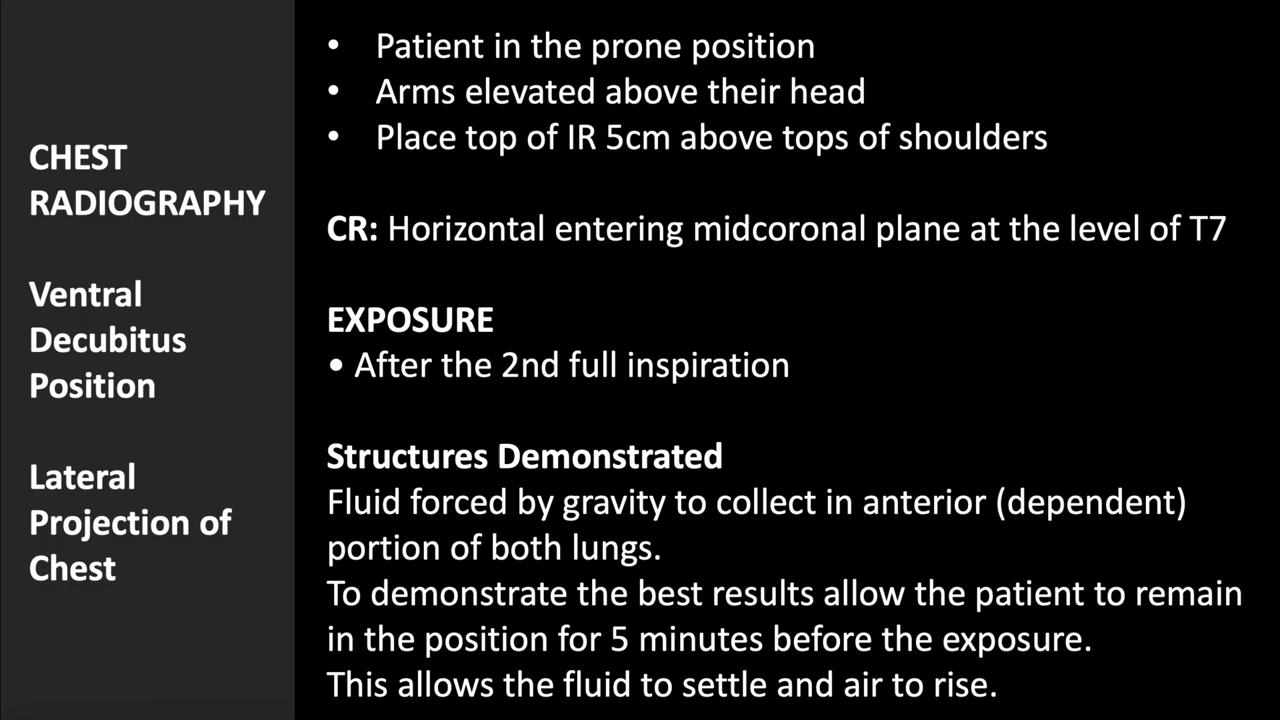 CHEST
RADIOGRAPHY
Ventral
Decubitus
Position
Lateral
Projection of
Chest
• Patient in the prone position
• Arms elevated above their head
• Place top of IR 5cm above tops of shoulders
CR: Horizontal entering midcoronal plane at the level of T7
EXPOSURE
• After the 2nd full inspiration
Structures Demonstrated
Fluid forced by gravity to collect in anterior (dependent)
portion of both lungs.
To demonstrate the best results allow the patient to remain
in the position for 5 minutes before the exposure.
This allows the fluid to settle and air to rise.